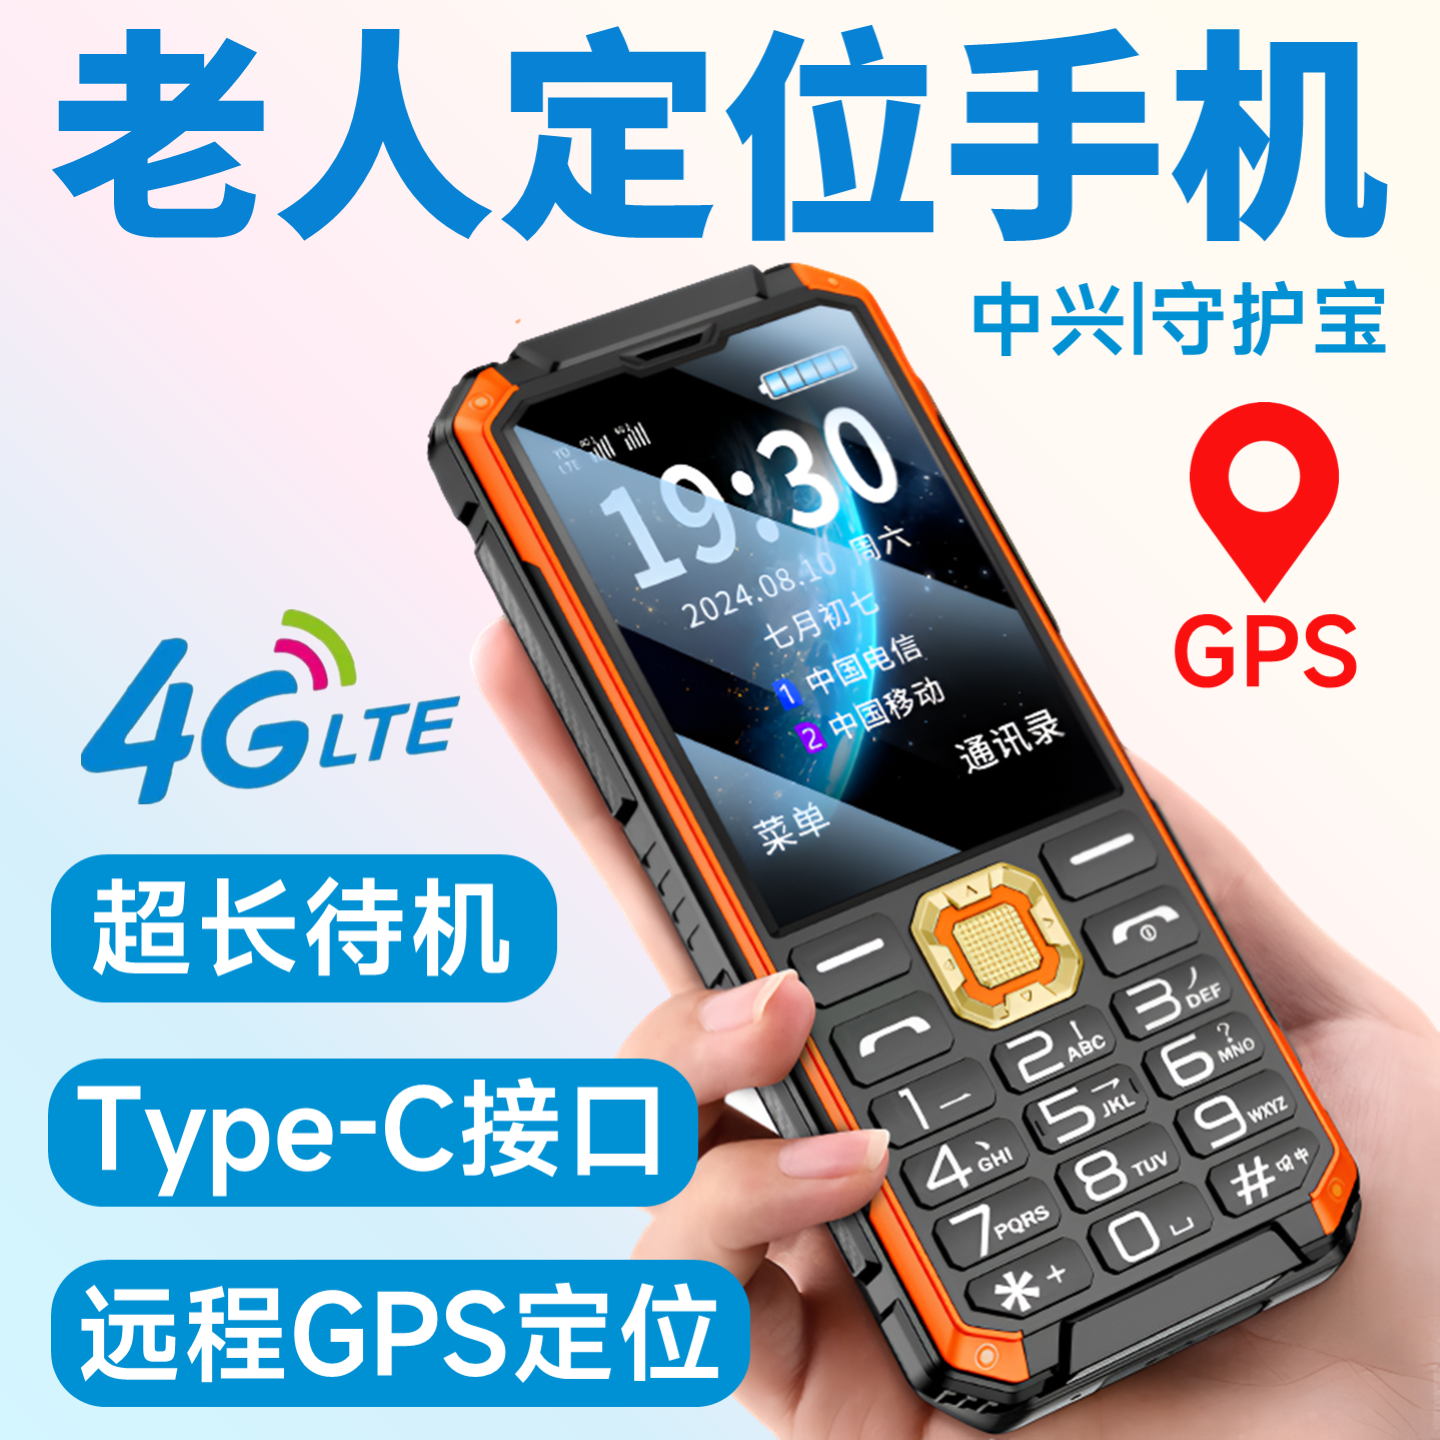 老人定位手机
中兴|守护宝
GPS
4G LTE
超长待机
Type-C接口
远程GPS定位
19:30
2024.08.10 周六
七月初七
1 中国电信
2 中国移动
菜单 通讯录
1
2 ABC
3 DEF
4 GHI
5 JKL
6 MNO
7 PQRS
8 TUV
9 WXYZ
* +
0
#